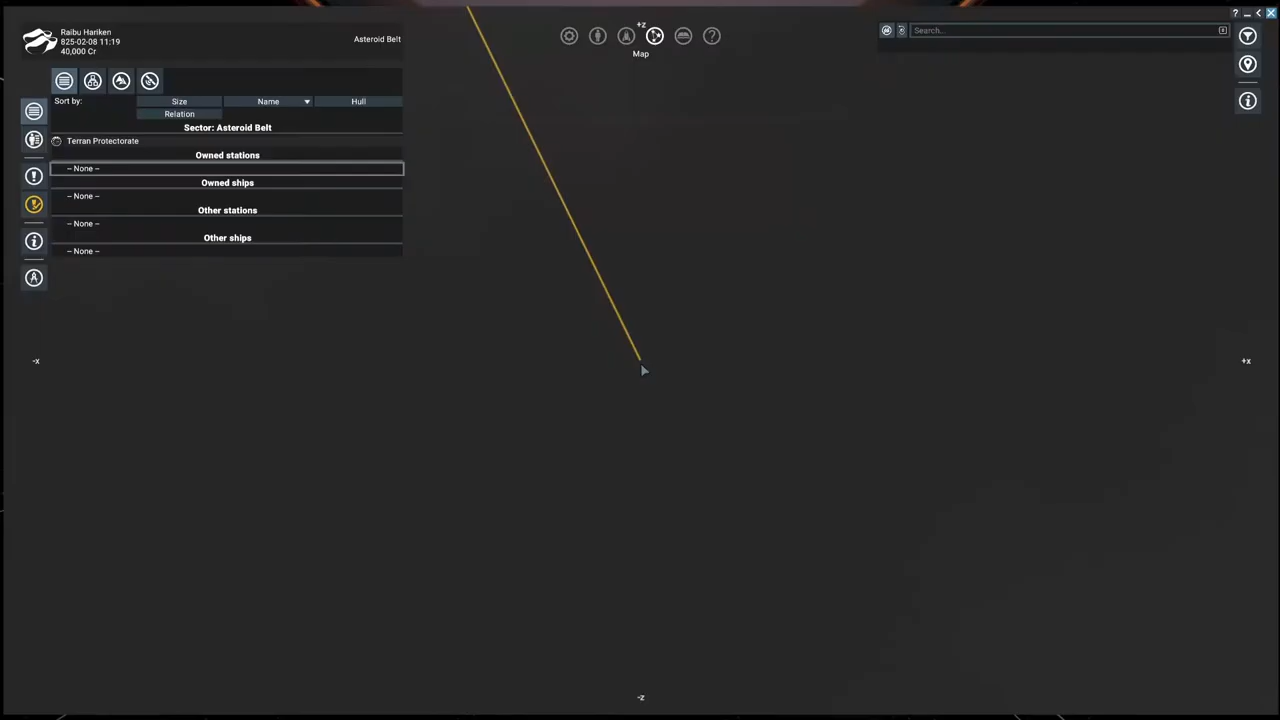 Raibu Hariken
825-02-08 11:19
40,000 Cr
Asteroid Belt
+z
Map
Search...
Sort by:
Size
Name
Hull
Relation
Sector: Asteroid Belt
Terran Protectorate
Owned stations
-- None --
Owned ships
-- None --
Other stations
-- None --
Other ships
-- None --
-x
+x
-z